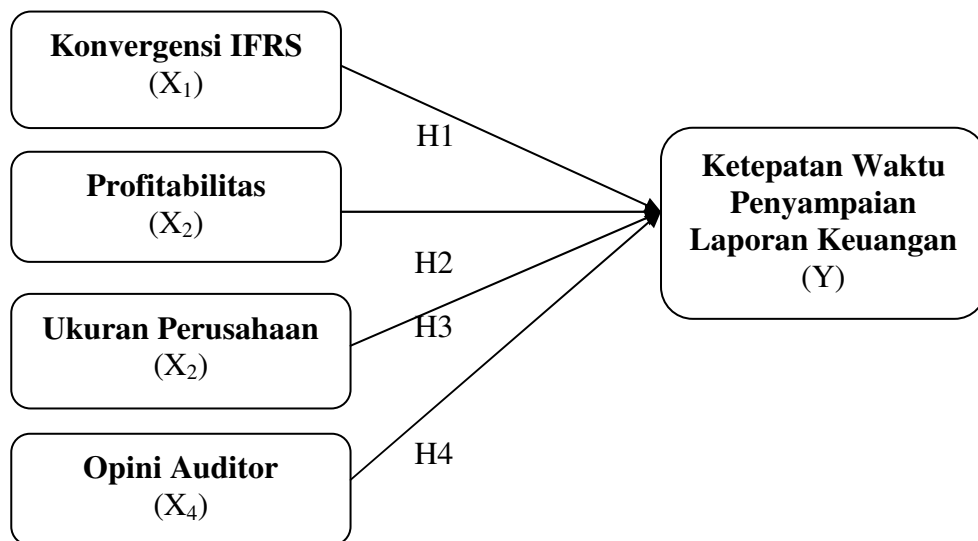 Konvergensi IFRS
(X₁)
H1
Profitabilitas
(X₂)
H2
Ukuran Perusahaan
(X₂)
H3
Opini Auditor
(X₄)
H4
Ketepatan Waktu
Penyampaian
Laporan Keuangan
(Y)